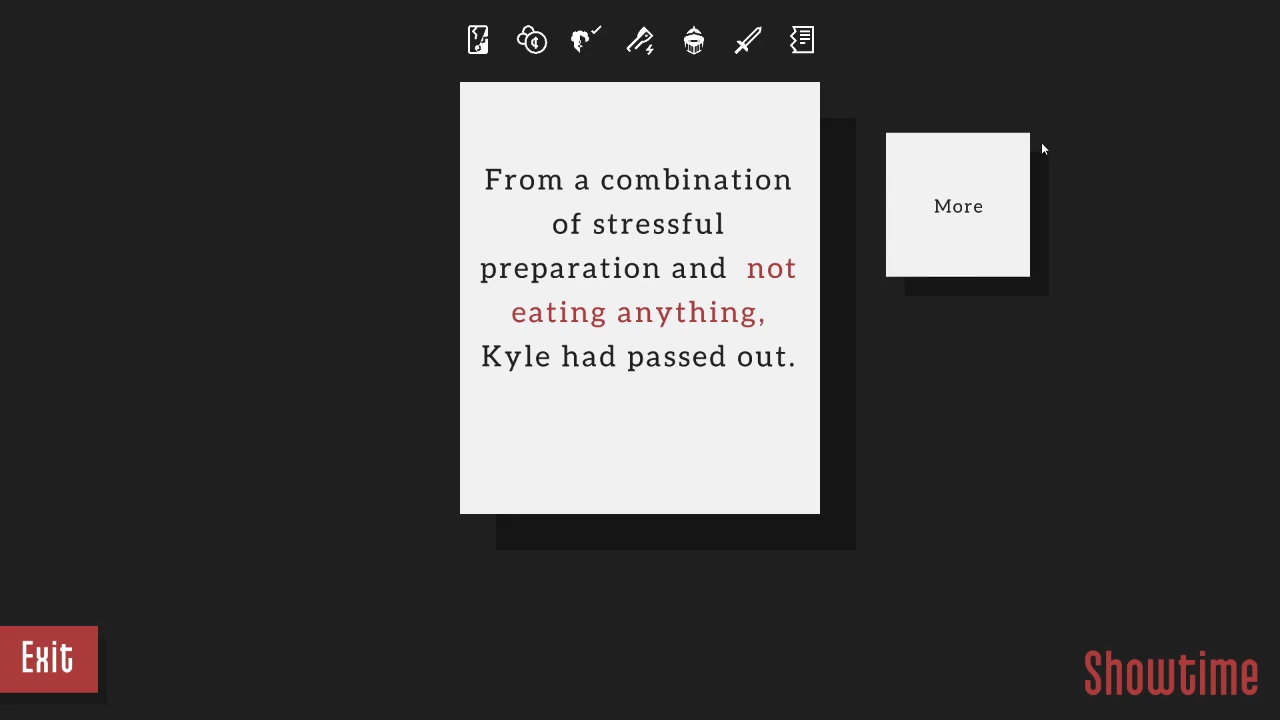 From a combination
of stressful
preparation and not
eating anything,
Kyle had passed out.
More
Exit
Showtime